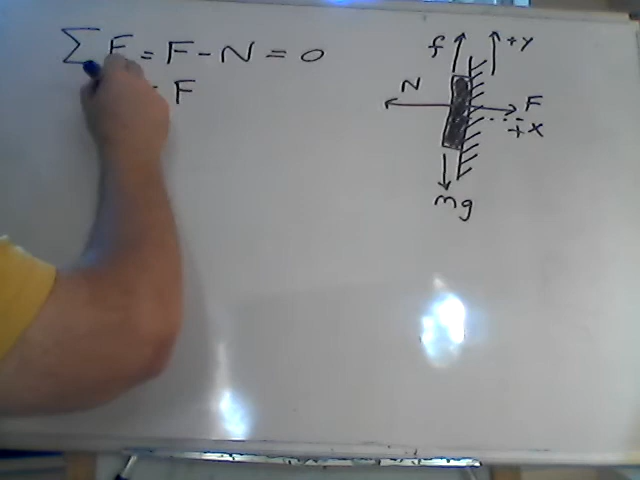 Σ F = F - N = 0
= F
f
+y
N
F
+x
mg